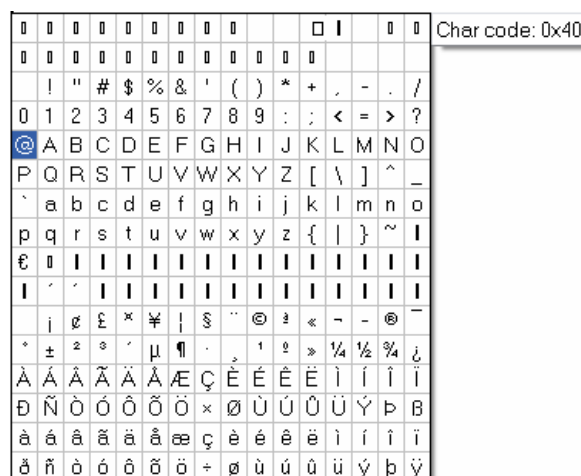 Char code: 0x40
! " # $ % & ' ( ) * + , - . /
0 1 2 3 4 5 6 7 8 9 : ; < = > ?
@ A B C D E F G H I J K L M N O
P Q R S T U V W X Y Z [ \ ] ^ _
` a b c d e f g h i j k l m n o
p q r s t u v w x y z { | } ~
€
´ ´
¡ ¢ £ ¤ ¥ ¦ § ¨ © ª « ¬ - ® ¯
° ± ² ³ ´ µ ¶ · ¸ ¹ º » ¼ ½ ¾ ¿
À Á Â Ã Ä Å Æ Ç È É Ê Ë Ì Í Î Ï
Ð Ñ Ò Ó Ô Õ Ö × Ø Ù Ú Û Ü Ý Þ ß
à á â ã ä å æ ç è é ê ë ì í î ï
ð ñ ò ó ô õ ö ÷ ø ù ú û ü ý þ ÿ